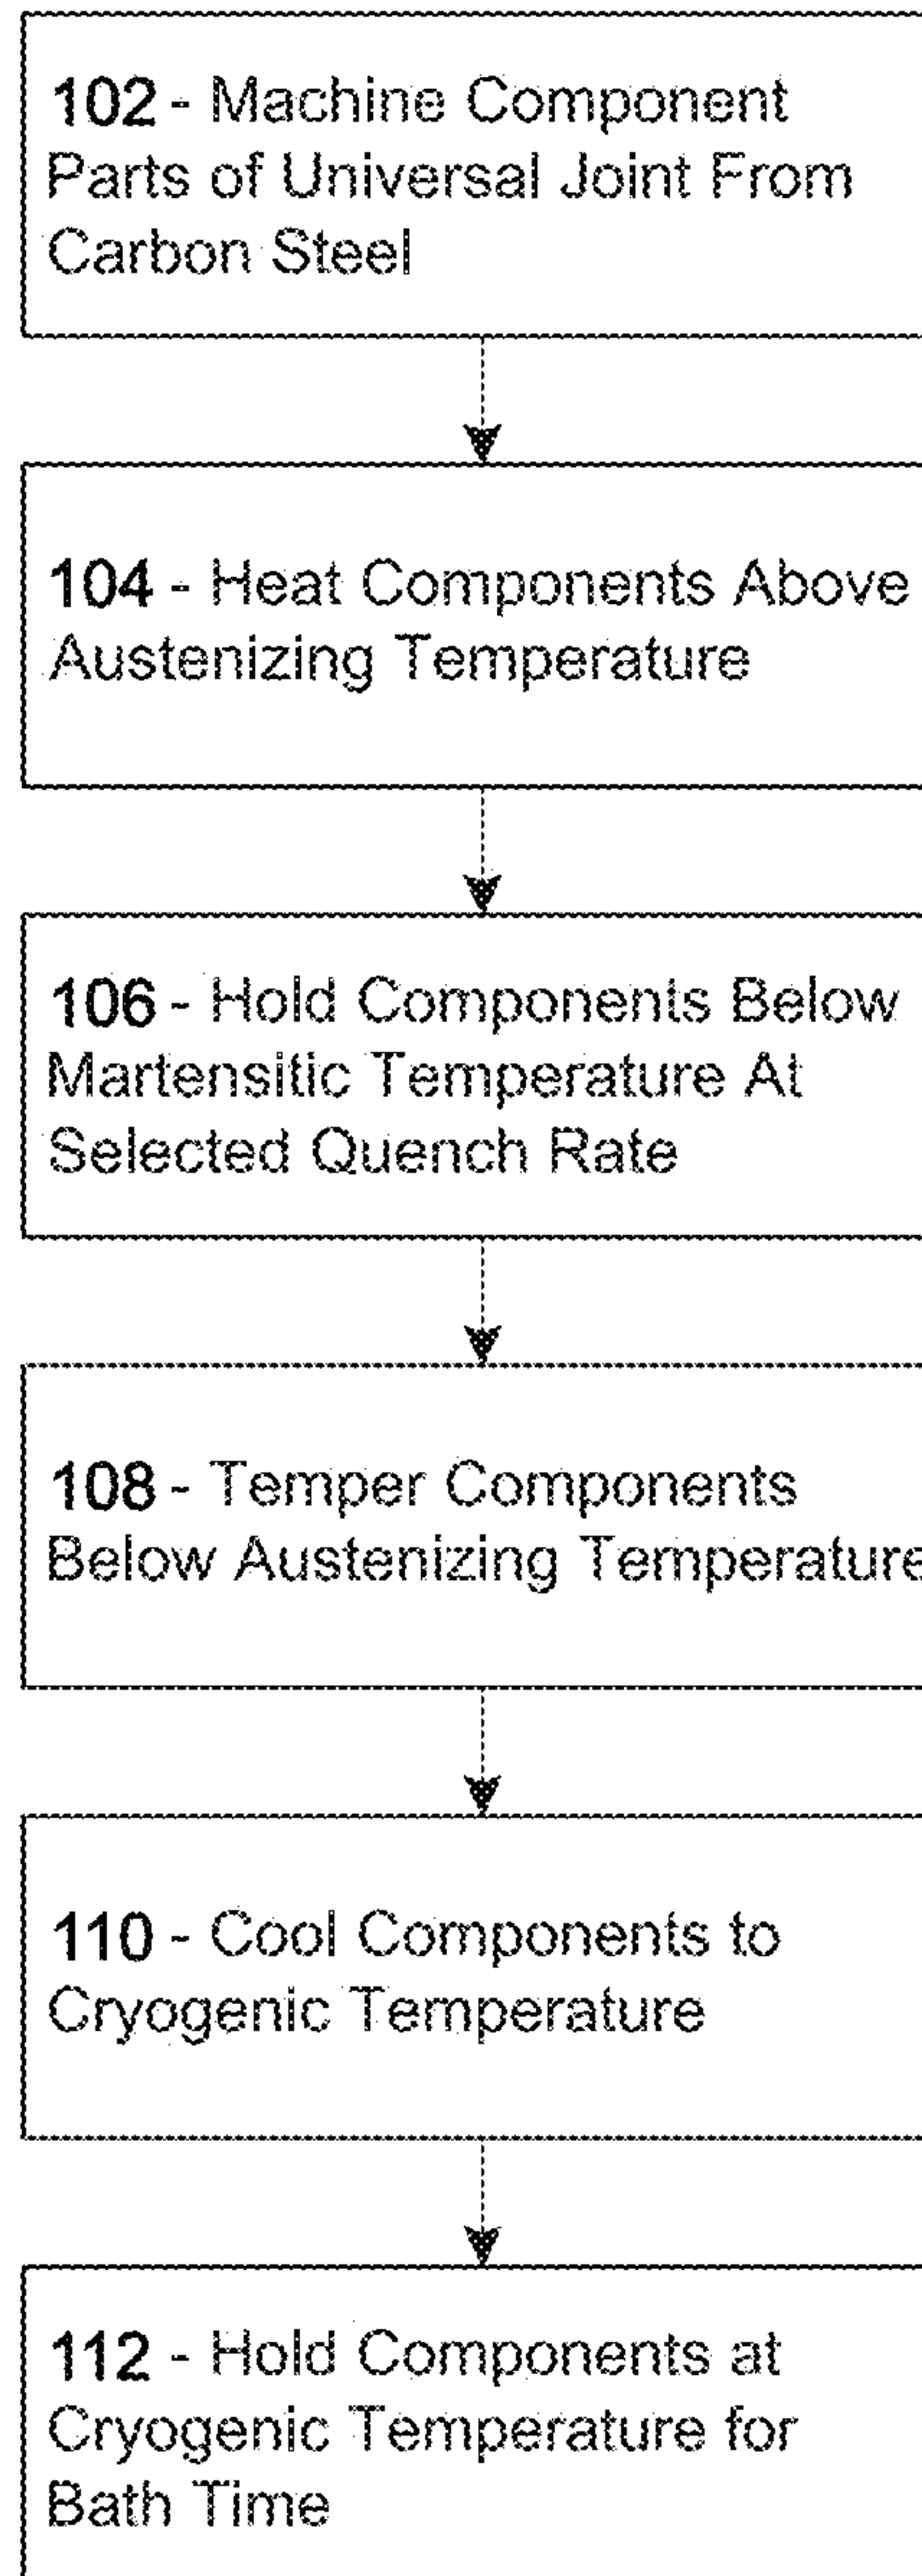 102 - Machine Component
Parts of Universal Joint From
Carbon Steel
104 - Heat Components Above
Austenizing Temperature
106 - Hold Components Below
Martensitic Temperature At
Selected Quench Rate
108 - Temper Components
Below Austenizing Temperature
110 - Cool Components to
Cryogenic Temperature
112 - Hold Components at
Cryogenic Temperature for
Bath Time